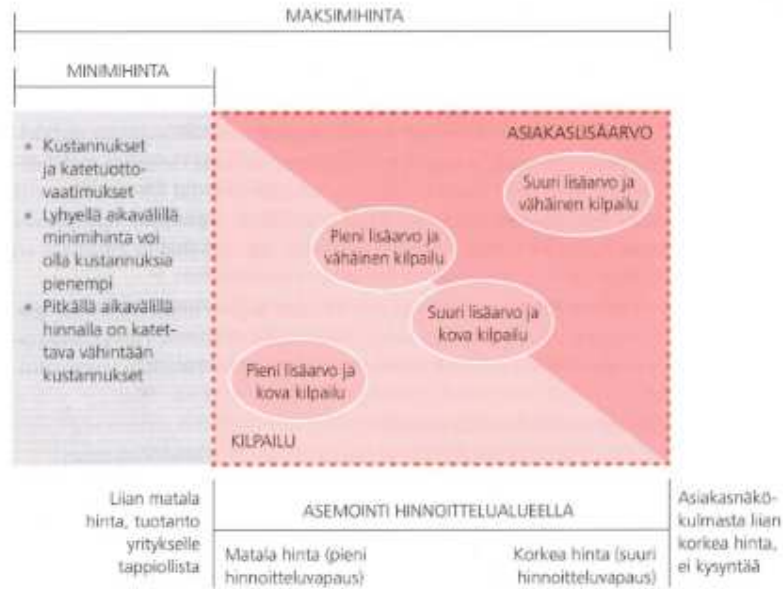 MAKSIMIHINTA
MINIMIHINTA
• Kustannukset
ja katetuotto-
vaatimukset
• Lyhyellä aikavälillä
minimihinta voi
olla kustannuksia
pienempi
• Pitkällä aikavälillä
hinnalla on katet-
tava vähintään
kustannukset
ASIAKASLISÄARVO
Suuri lisäarvo ja
vähäinen kilpailu
Pieni lisäarvo ja
vähäinen kilpailu
Suuri lisäarvo ja
kova kilpailu
Pieni lisäarvo ja
kova kilpailu
KILPAILU
Liian matala
hinta, tuotanto
yritykselle
tappiollista
ASEMOINTI HINNOITTELUALUEELLA
Matala hinta (pieni
hinnoitteluvapaus)
Korkea hinta (suuri
hinnoitteluvapaus)
Asiakasnäkö-
kulmasta liian
korkea hinta,
ei kysyntää